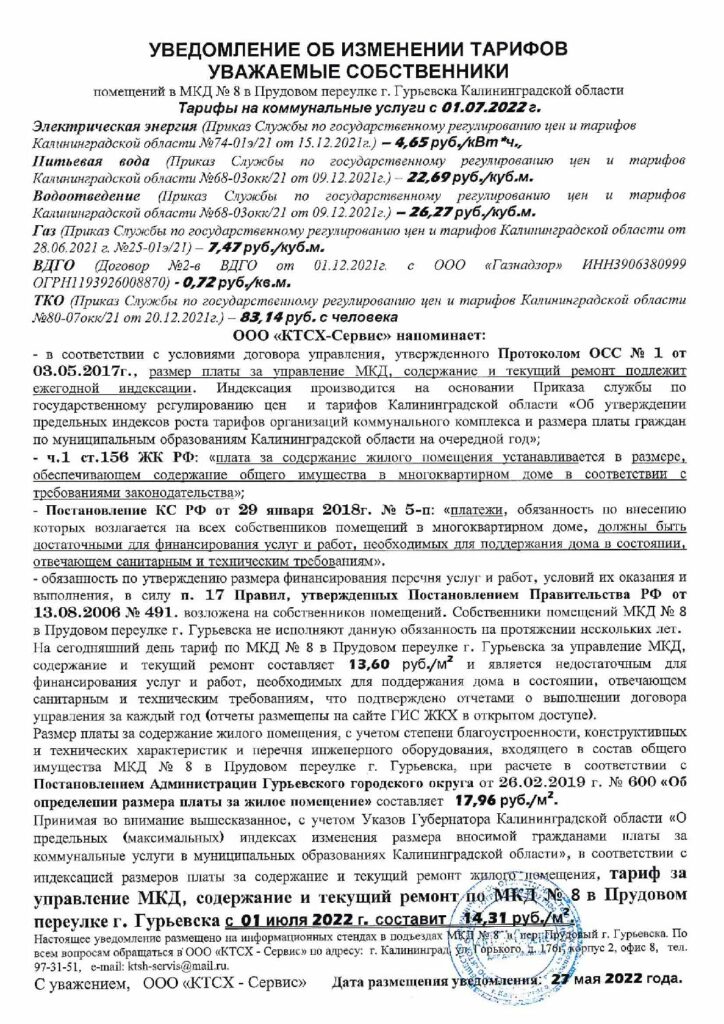 УВЕДОМЛЕНИЕ ОБ ИЗМЕНЕНИИ ТАРИФОВ
УВАЖАЕМЫЕ СОБСТВЕННИКИ
помещений в МКД № 8 в Прудовом переулке г. Гурьевска Калининградской области
Тарифы на коммунальные услуги с 01.07.2022г.
Электрическая энергия (Приказ Службы по государственному регулированию цен и тарифов
Калининградской области №74-01э/21 от 15.12.2021г.) – 4,65 руб./кВт*ч.,
Питьевая вода (Приказ Службы по государственному регулированию цен и тарифов
Калининградской области №68-03окк/21 от 09.12.2021г.) – 22,69 руб./куб.м.
Водоотведение (Приказ Службы по государственному регулированию цен и тарифов
Калининградской области №68-03окк/21 от 09.12.2021г.) – 26,27 руб./куб.м.
Газ (Приказ Службы по государственному регулированию цен и тарифов Калининградской области от
28.06.2021 г. №25-01э/21) – 7,47 руб./куб.м.
ВДГО (Договор №2-в ВДГО от 01.12.2021г. с ООО «Газнадзор» ИНН3906380999
ОГРН1193926008870) - 0,72 руб./кв.м.
ТКО (Приказ Службы по государственному регулированию цен и тарифов Калининградской области
№80-07окк/21 от 20.12.2021г.) – 83,14 руб. с человека
ООО «КТСХ-Сервис» напоминает:
- в соответствии с условиями договора управления, утвержденного Протоколом ОСС № 1 от
03.05.2017г., размер платы за управление МКД, содержание и текущий ремонт подлежит
ежегодной индексации. Индексация производится на основании Приказа службы по
государственному регулированию цен и тарифов Калининградской области «Об утверждении
предельных индексов роста тарифов организаций коммунального комплекса и размера платы граждан
по муниципальным образованиям Калининградской области на очередной год»;
- ч.1 ст.156 ЖК РФ: «плата за содержание жилого помещения устанавливается в размере,
обеспечивающем содержание общего имущества в многоквартирном доме в соответствии с
требованиями законодательства»;
- Постановление КС РФ от 29 января 2018г. № 5-п: «платежи, обязанность по внесению
которых возлагается на всех собственников помещений в многоквартирном доме, должны быть
достаточными для финансирования услуг и работ, необходимых для поддержания дома в состоянии,
отвечающем санитарным и техническим требованиям».
- обязанность по утверждению размера финансирования перечня услуг и работ, условий их оказания и
выполнения, в силу п. 17 Правил, утвержденных Постановлением Правительства РФ от
13.08.2006 № 491. возложена на собственников помещений. Собственники помещений МКД № 8
в Прудовом переулке г. Гурьевска не исполняют данную обязанность на протяжении нескольких лет.
На сегодняшний день тариф по МКД № 8 в Прудовом переулке г. Гурьевска за управление МКД,
содержание и текущий ремонт составляет 13,60 руб./м² и является недостаточным для
финансирования услуг и работ, необходимых для поддержания дома в состоянии, отвечающем
санитарным и техническим требованиям, что подтверждено отчетами о выполнении договора
управления за каждый год (отчеты размещены на сайте ГИС ЖКХ в открытом доступе).
Размер платы за содержание жилого помещения, с учетом степени благоустроенности, конструктивных
и технических характеристик и перечня инженерного оборудования, входящего в состав общего
имущества МКД № 8 в Прудовом переулке г. Гурьевска, при расчете в соответствии с
Постановлением Администрации Гурьевского городского округа от 26.02.2019 г. № 600 «Об
определении размера платы за жилое помещение» составляет 17,96 руб./м².
Принимая во внимание вышесказанное, с учетом Указов Губернатора Калининградской области «О
предельных (максимальных) индексах изменения размера вносимой гражданами платы за
коммунальные услуги в муниципальных образованиях Калининградской области», в соответствии с
индексацией размеров платы за содержание и текущий ремонт жилого помещения, тариф за
управление МКД, содержание и текущий ремонт по МКД № 8 в Прудовом
переулке г. Гурьевска с 01 июля 2022 г. составит 14,31 руб./м²
Настоящее уведомление размещено на информационных стендах в подъездах МКД № 8 в пер. Прудовый г. Гурьевска. По
всем вопросам обращаться в ООО «КТСХ - Сервис» по адресу: г. Калининград, ул. Горького, д. 176г, корпус 2, офис 8, тел.
97-31-51, e-mail: ktsh-servis@mail.ru.
С уважением, ООО «КТСХ - Сервис» Дата размещения уведомления: 27 мая 2022 года.